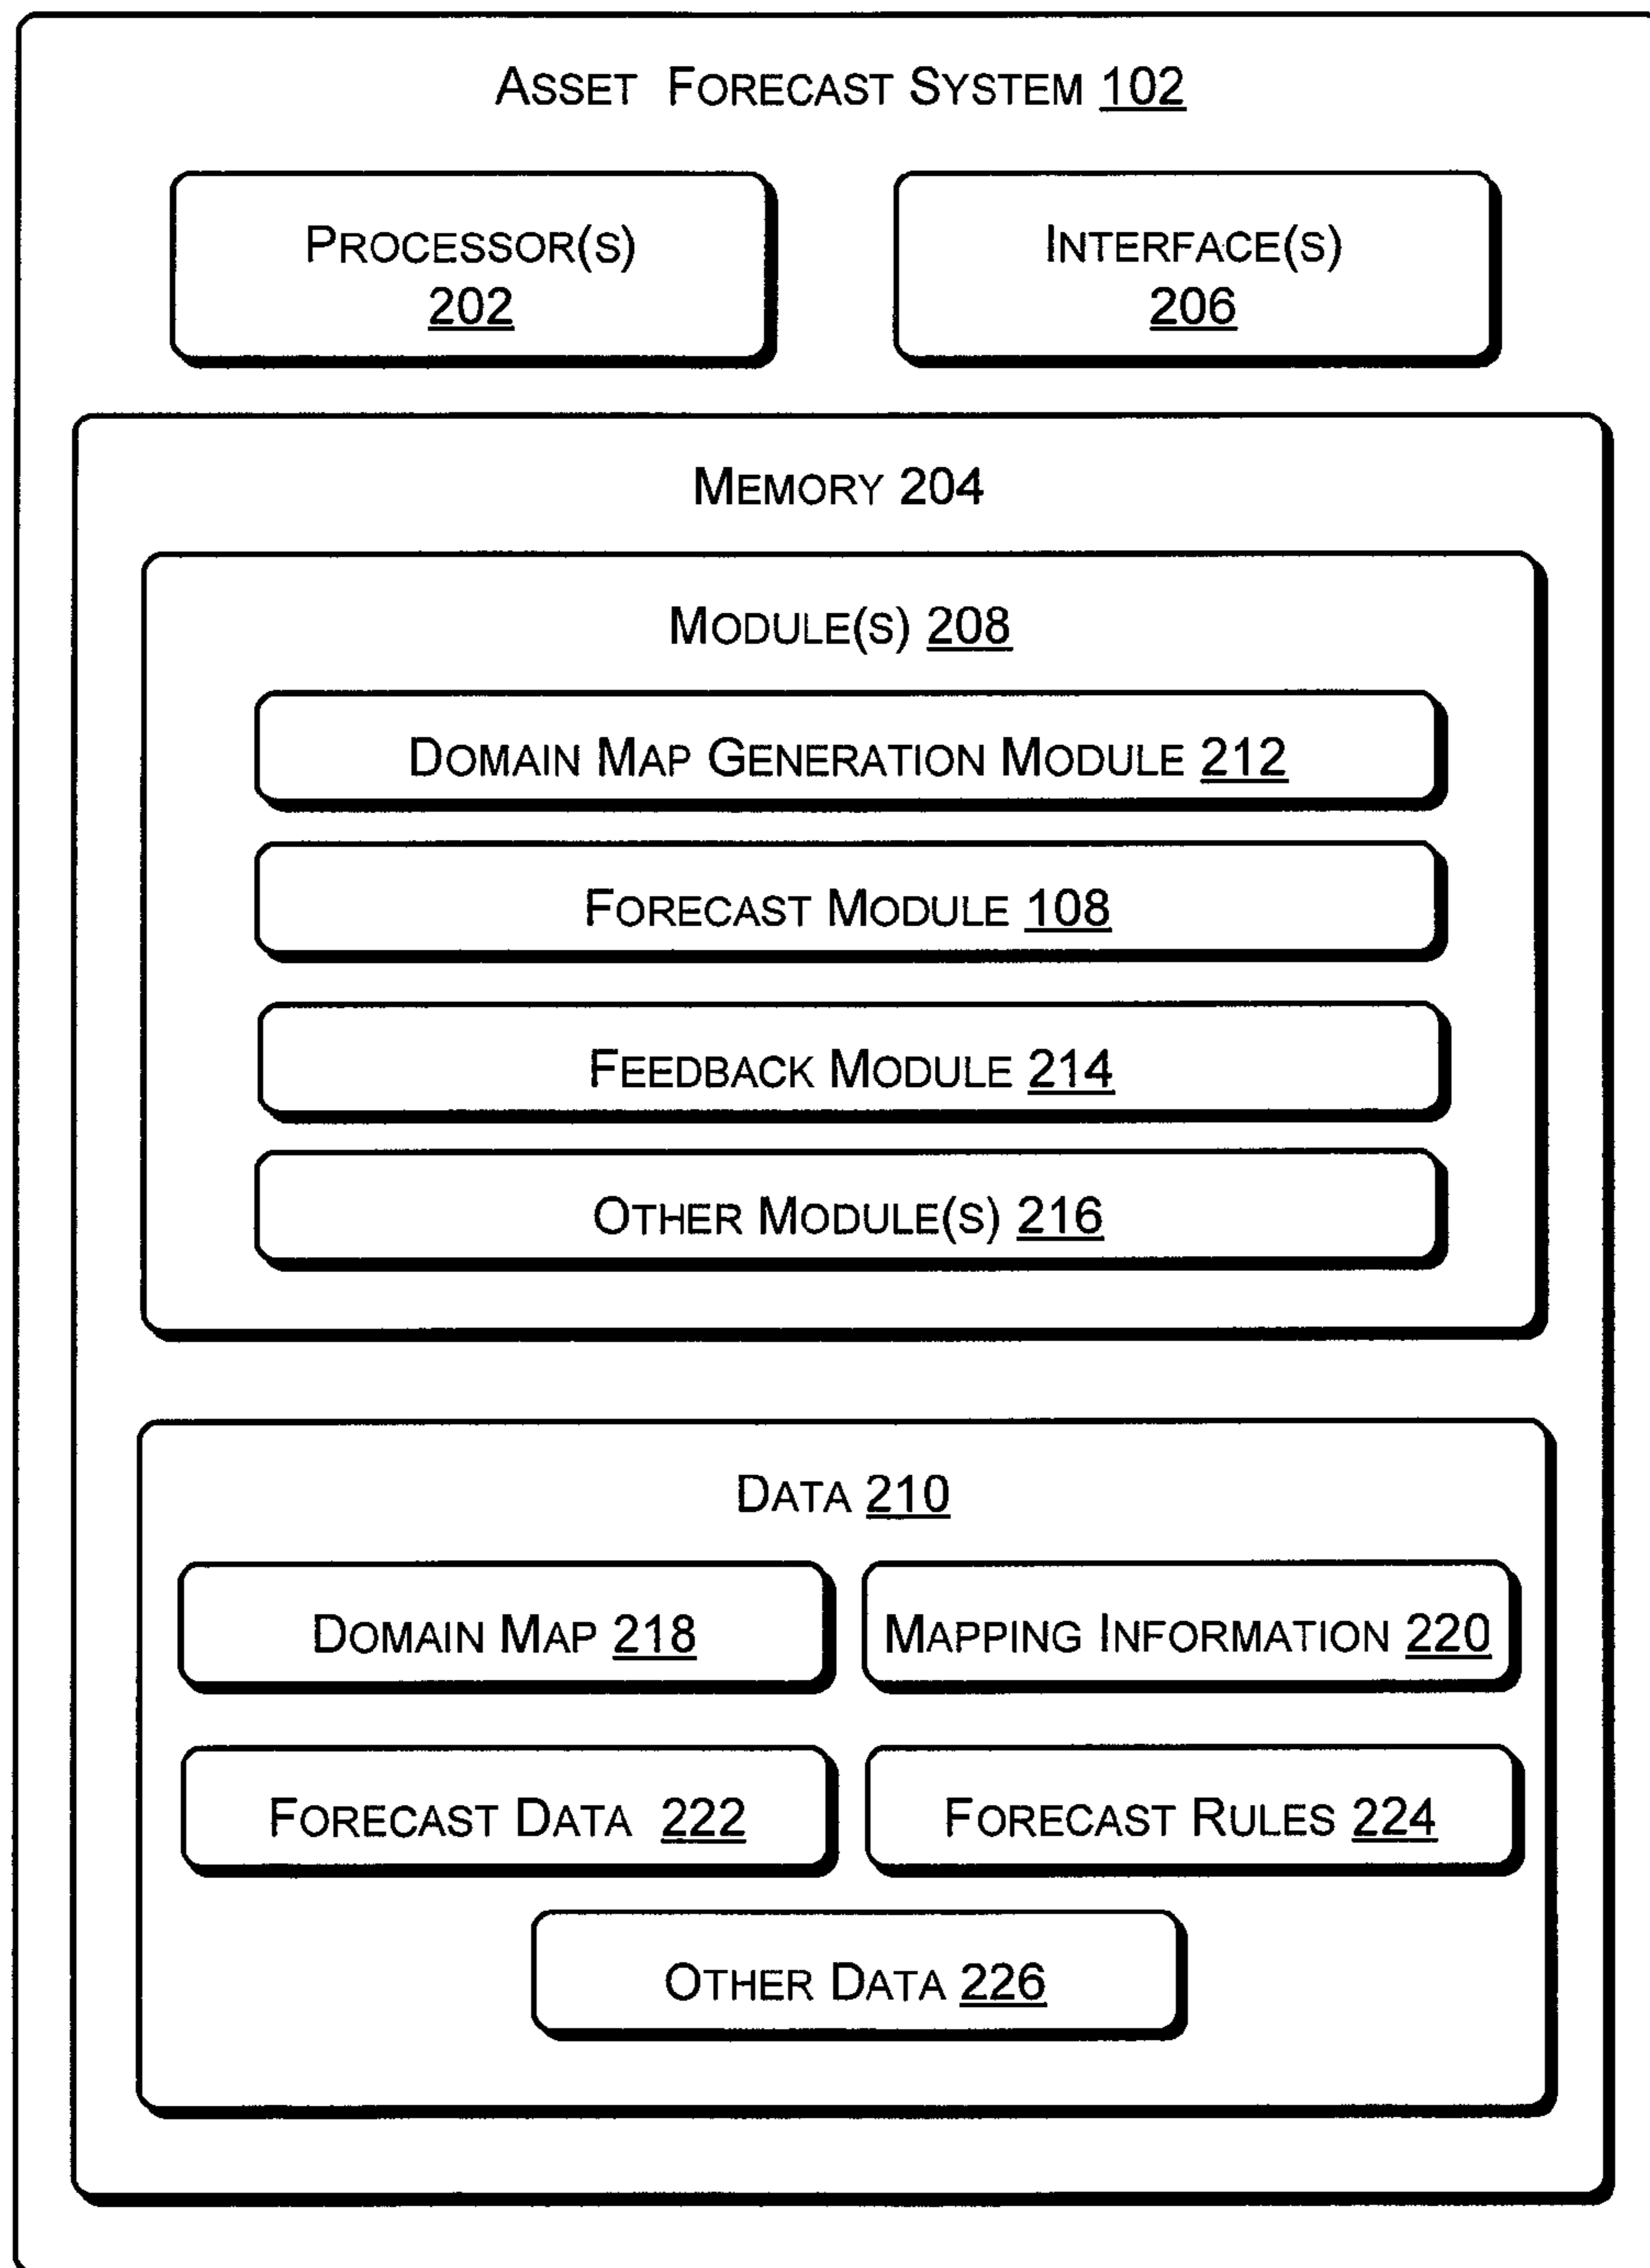 ASSET FORECAST SYSTEM 102
PROCESSOR(S)
202
INTERFACE(S)
206
MEMORY 204
MODULE(S) 208
DOMAIN MAP GENERATION MODULE 212
FORECAST MODULE 108
FEEDBACK MODULE 214
OTHER MODULE(S) 216
DATA 210
DOMAIN MAP 218
MAPPING INFORMATION 220
FORECAST DATA 222
FORECAST RULES 224
OTHER DATA 226